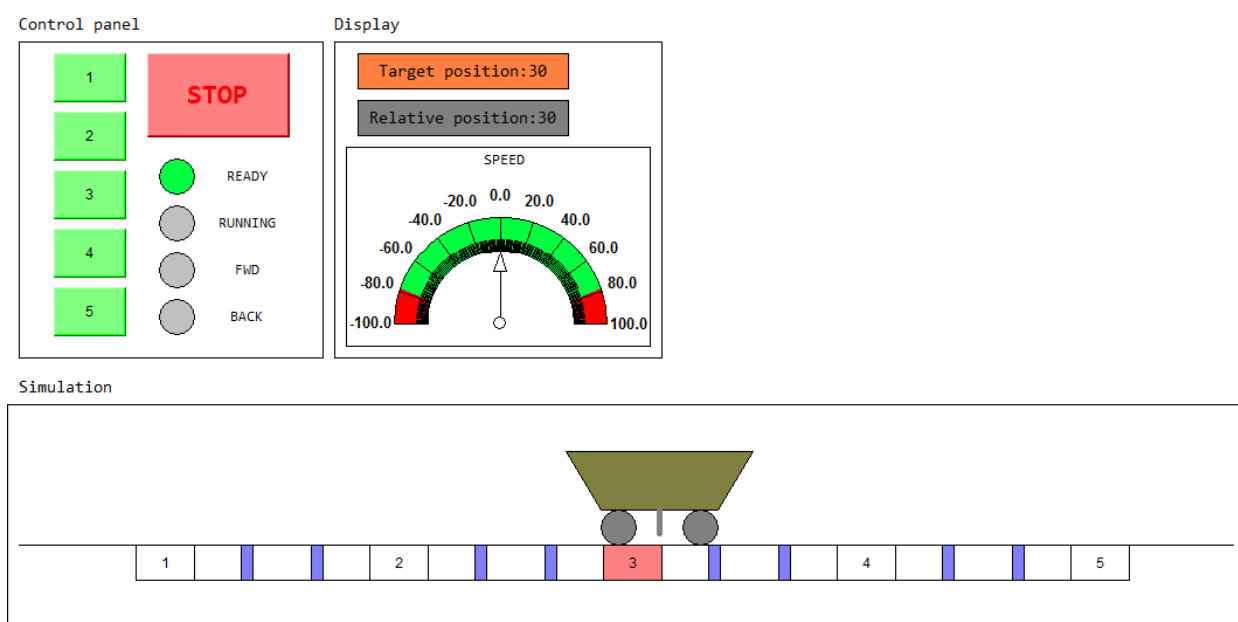 Control panel
1
2
3
4
5
STOP
READY
RUNNING
FWD
BACK
Display
Target position:30
Relative position:30
SPEED
-100.0
-80.0
-60.0
-40.0
-20.0
0.0
20.0
40.0
60.0
80.0
100.0
Simulation
1 2 3 4 5